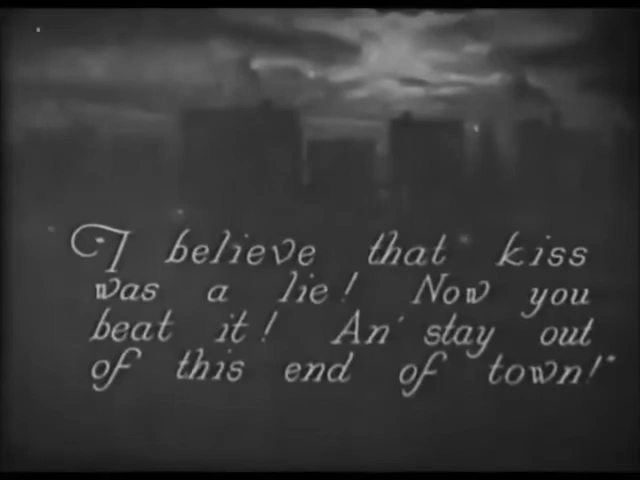 "I believe that kiss
was a lie! Now you
beat it! An' stay out
of this end of town!"